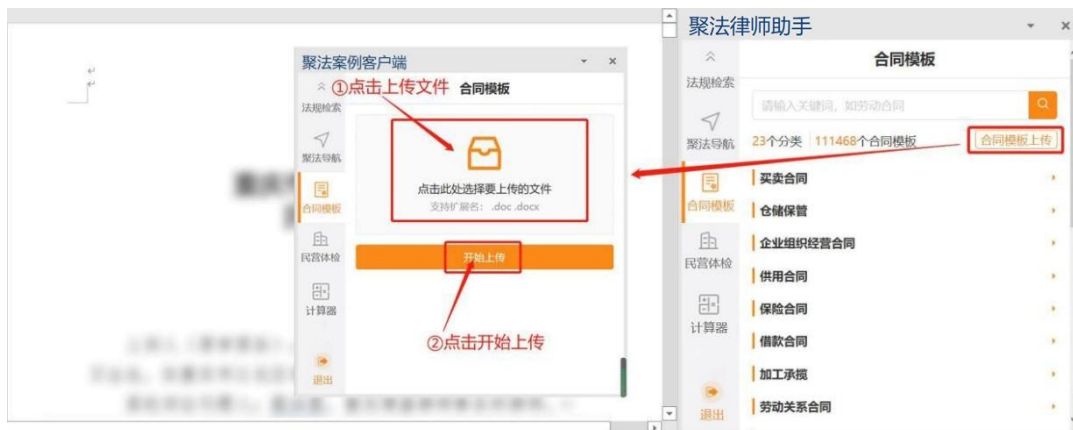 聚法案例客户端
①点击上传文件
合同模板
法规检索
聚法导航
合同模板
民营体检
计算器
退出
点击此处选择要上传的文件
支持扩展名： .doc .docx
开始上传
②点击开始上传
聚法律师助手
合同模板
法规检索
聚法导航
合同模板
民营体检
计算器
退出
请输入关键词，如劳动合同
23个分类 111468个合同模板 合同模板上传
买卖合同
仓储保管
企业组织经营合同
供用合同
保险合同
借款合同
加工承揽
劳动关系合同